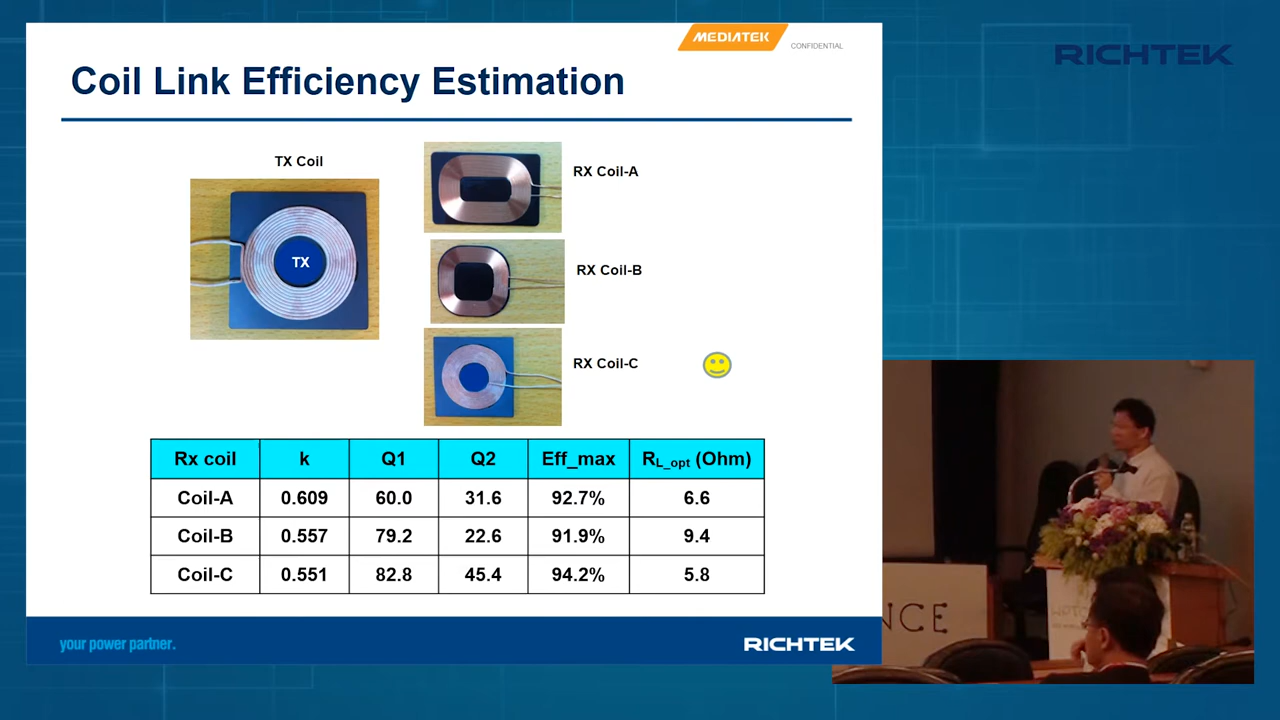 MEDIATEK
CONFIDENTIAL
RICHTEK
Coil Link Efficiency Estimation
TX Coil
TX
RX Coil-A
RX Coil-B
RX Coil-C
Rx coil k Q1 Q2 Eff_max RL_opt (Ohm)
Coil-A 0.609 60.0 31.6 92.7% 6.6
Coil-B 0.557 79.2 22.6 91.9% 9.4
Coil-C 0.551 82.8 45.4 94.2% 5.8
your power partner.
RICHTEK
NCE